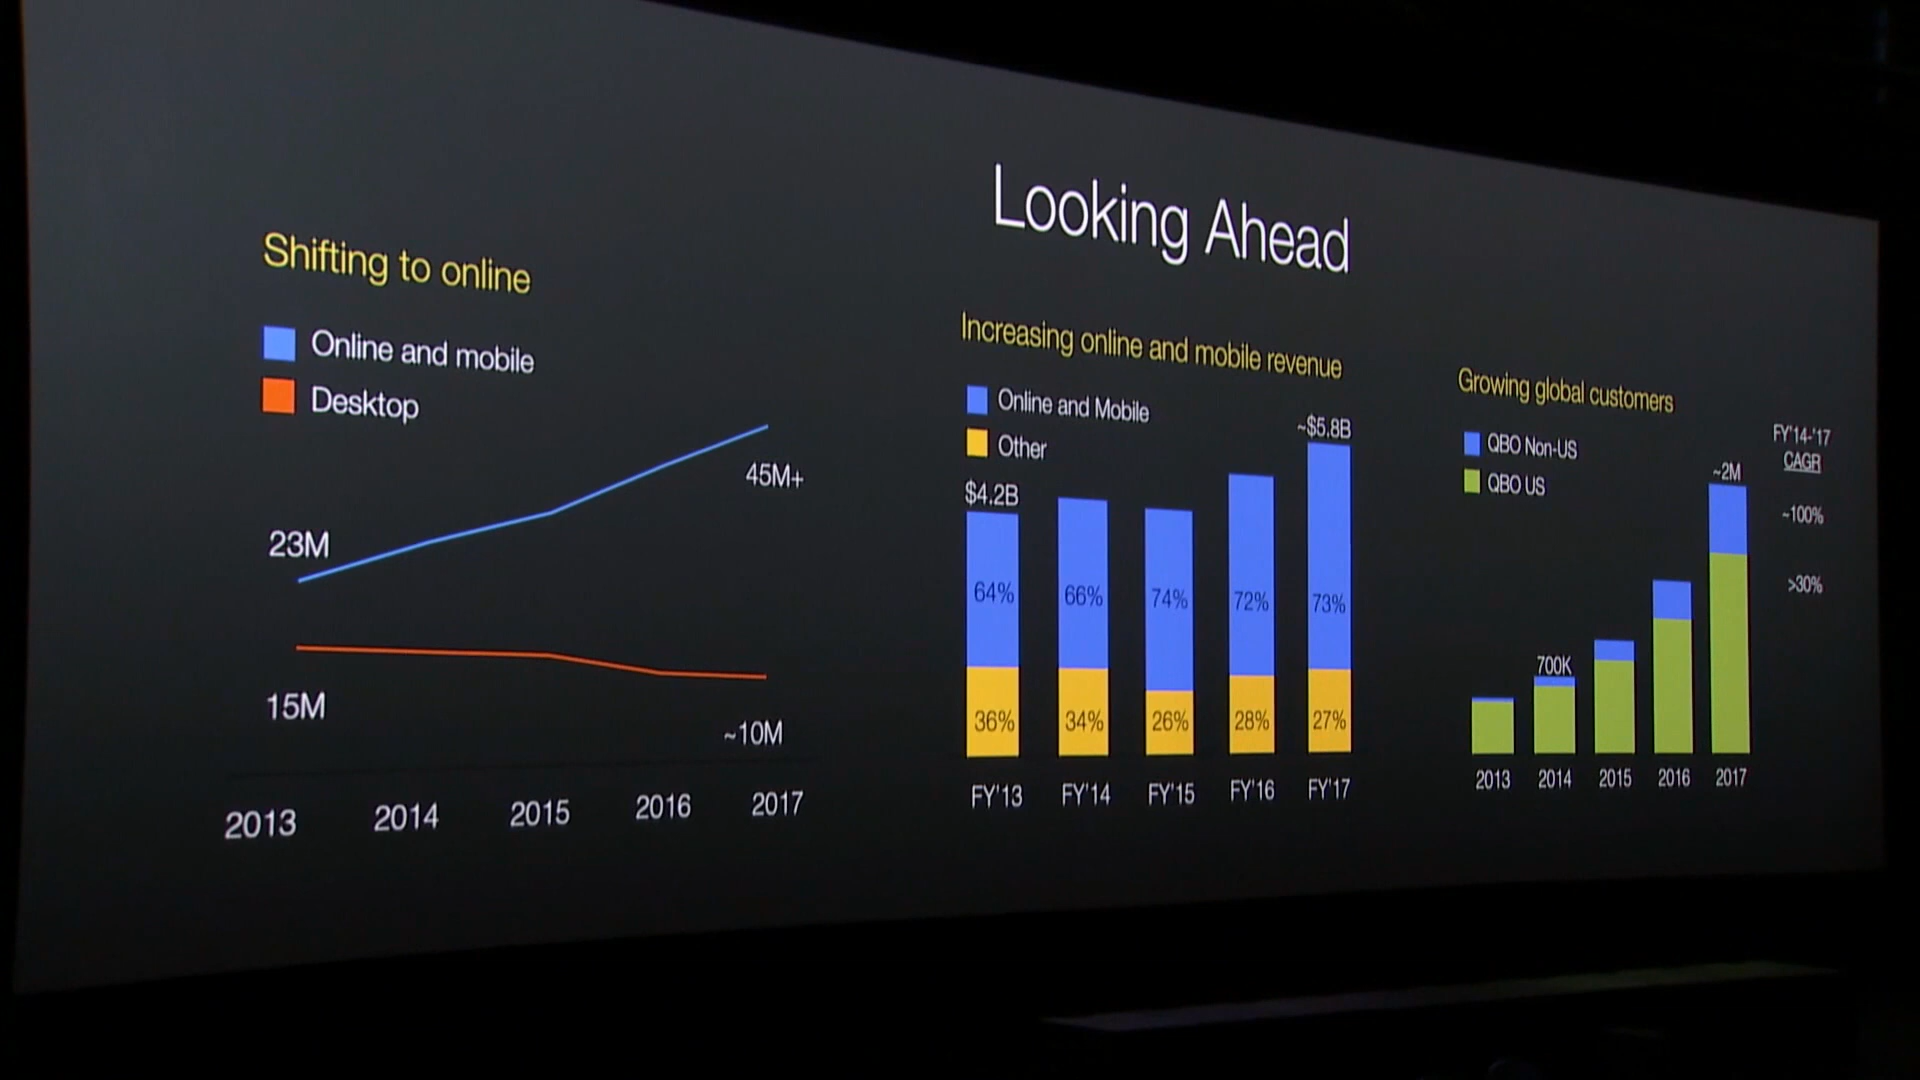 Looking Ahead
Shifting to online
Online and mobile
Desktop
23M
45M+
15M
~10M
2013 2014 2015 2016 2017
Increasing online and mobile revenue
Online and Mobile
Other
$4.2B
~$5.8B
64% 66% 74% 72% 73%
36% 34% 26% 28% 27%
FY'13 FY'14 FY'15 FY'16 FY'17
Growing global customers
QBO Non-US
QBO US
FY'14-'17
CAGR
~2M
~100%
>30%
700K
2013 2014 2015 2016 2017